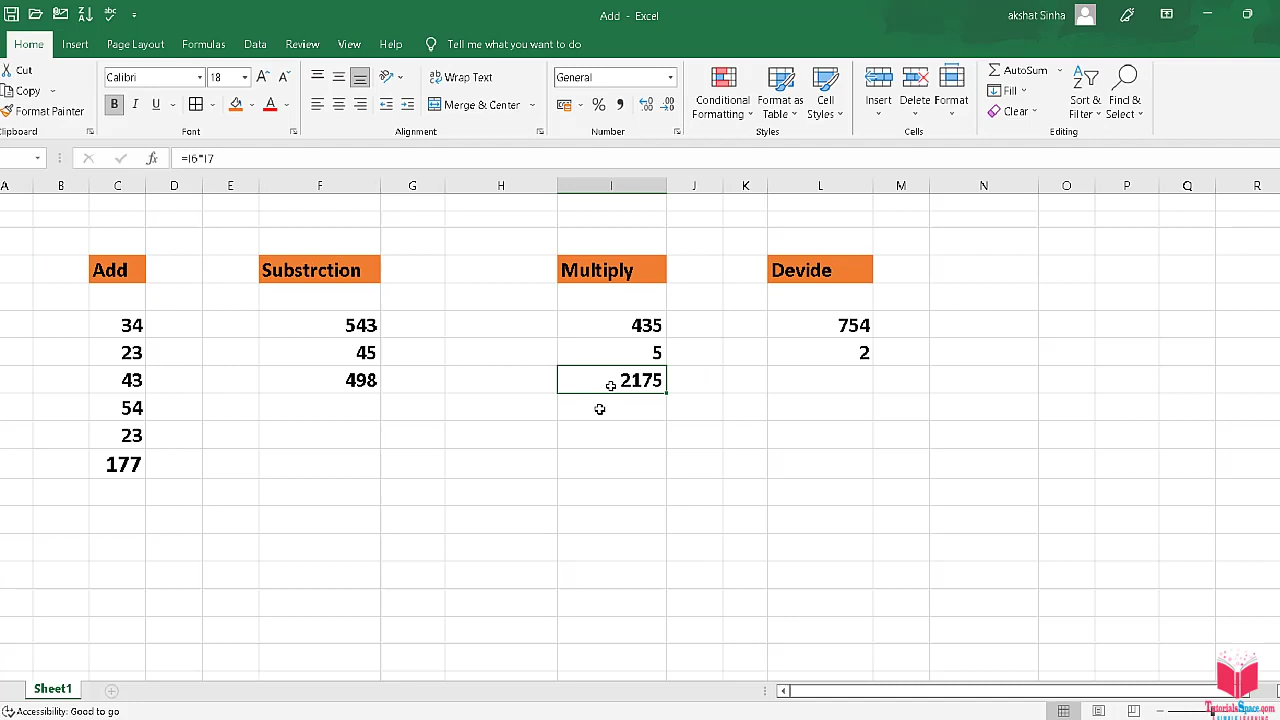 Add - Excel
akshat Sinha
Home Insert Page Layout Formulas Data Review View Help Tell me what you want to do
Cut
Copy
Format Painter
Clipboard
Calibri 18
B I U
Font
Wrap Text
Merge & Center
Alignment
General
% ,
Number
Conditional Formatting
Format as Table
Cell Styles
Styles
Insert Delete Format
Cells
AutoSum
Fill
Clear
Sort & Filter
Find & Select
Editing
fx =I6*I7
A B C D E F G H I J K L M N O P Q R
Add Substrction Multiply Devide
34 543 435 754
23 45 5 2
43 498 2175
54
23
177
Sheet1
Accessibility: Good to go
TutorialsSpace.com